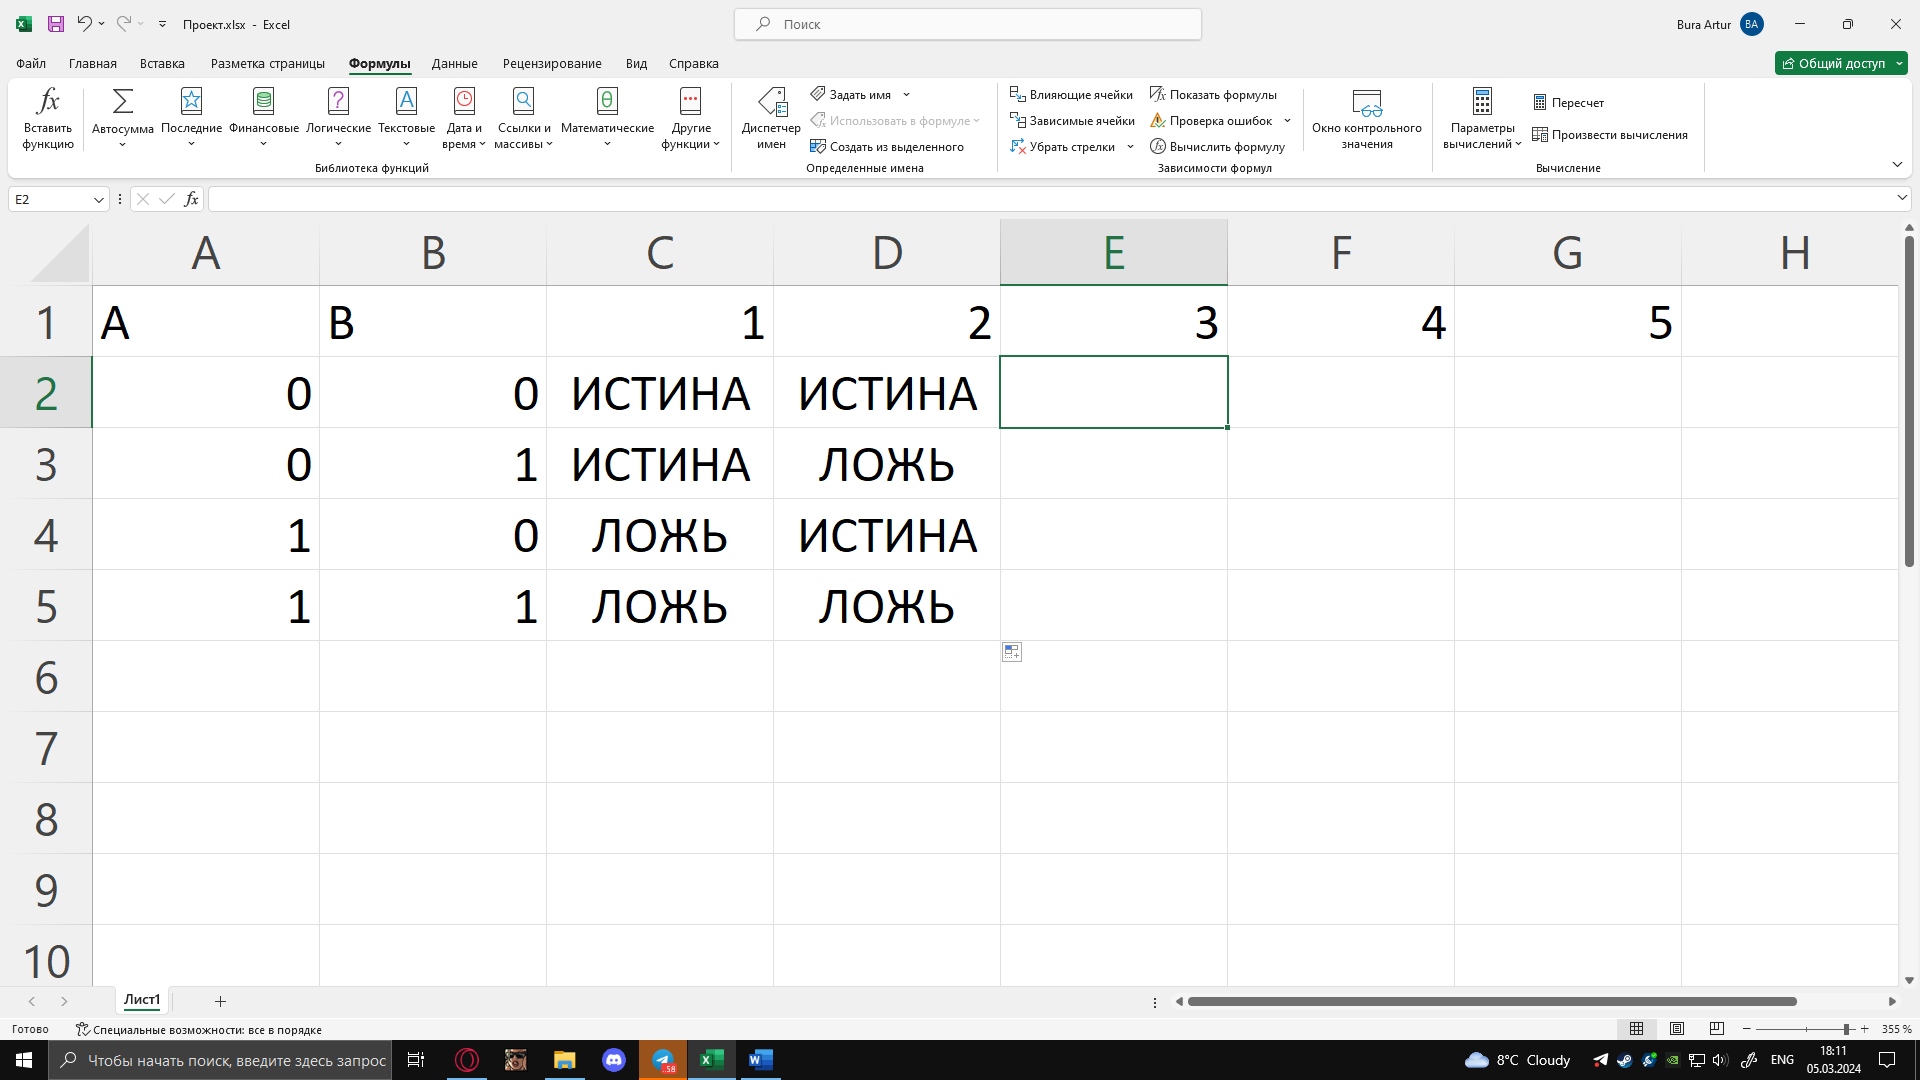 Проект.xlsx - Excel
Поиск
Bura Artur BA
Файл Главная Вставка Разметка страницы Формулы Данные Рецензирование Вид Справка
Общий доступ
Вставить функцию
Автосумма
Последние
Финансовые
Логические
Текстовые
Дата и время
Ссылки и массивы
Математические
Другие функции
Библиотека функций
Диспетчер имен
Задать имя
Использовать в формуле
Создать из выделенного
Определенные имена
Влияющие ячейки
Зависимые ячейки
Убрать стрелки
Показать формулы
Проверка ошибок
Вычислить формулу
Зависимости формул
Окно контрольного значения
Параметры вычислений
Пересчет
Произвести вычисления
Вычисление
E2
fx
A B C D E F G H
1 A B 1 2 3 4 5
2 0 0 ИСТИНА ИСТИНА
3 0 1 ИСТИНА ЛОЖЬ
4 1 0 ЛОЖЬ ИСТИНА
5 1 1 ЛОЖЬ ЛОЖЬ
6
7
8
9
10
Лист1
Готово Специальные возможности: все в порядке
355 %
Чтобы начать поиск, введите здесь запрос
..58
8°C Cloudy
ENG
18:11
05.03.2024